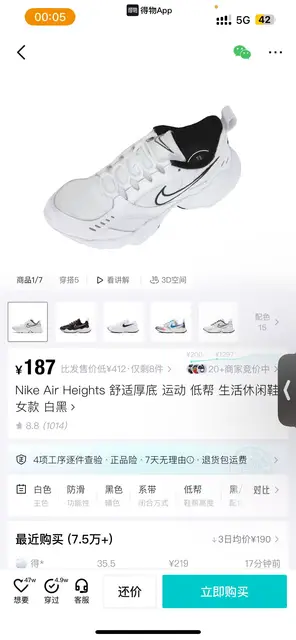 00:05
得物 得物App
5G 42
商品1/7 穿搭5 看讲解 3D空间
配色
15
¥187 比发售价低¥412·仅剩8件
¥200 ¥1297
20+商家竞价中
Nike Air Heights 舒适厚底 运动 低帮 生活休闲鞋
女款 白黑
8.8 (1014)
4项工序逐件查验·正品险·7天无理由·退货包运费
白色 防滑 黑色 系带 低帮 对比
主色 功能性 辅色 闭合方式 鞋帮高度
最近购买 (7.5万+) ↓3日均价¥190
得* 35.5 ¥219 17分钟前
47w 4.9w
想要 穿过 客服
还价
立即购买